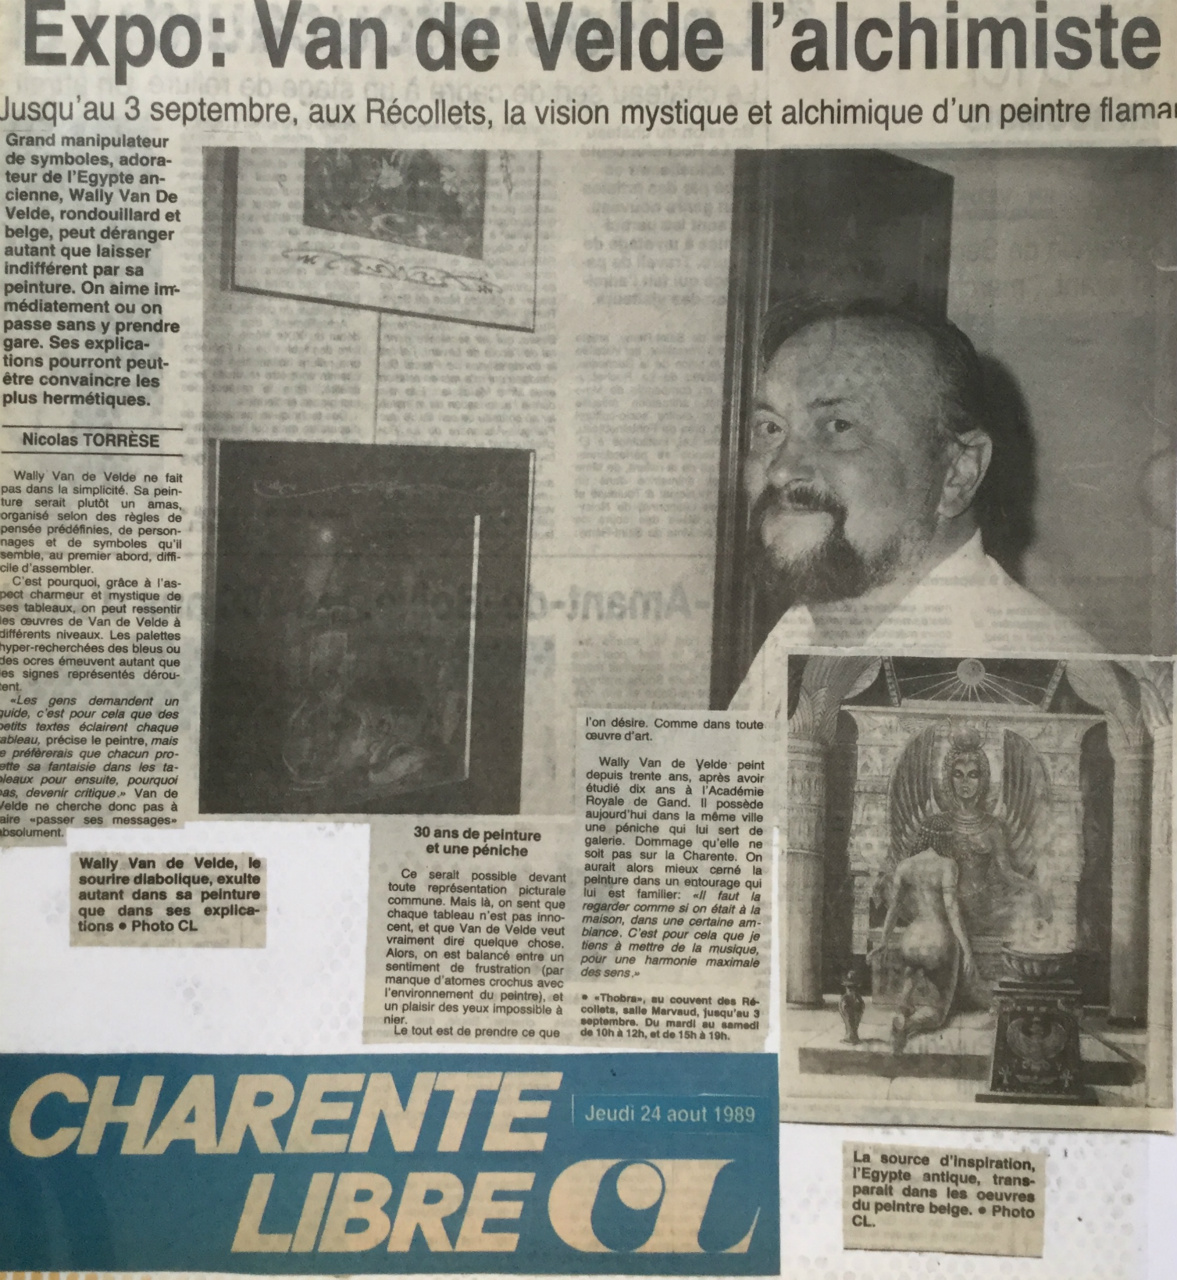 Expo: Van de Velde l'alchimiste
Jusqu'au 3 septembre, aux Récollets, la vision mystique et alchimique d'un peintre flama
Grand manipulateur
de symboles, adora-
teur de l'Egypte an-
cienne, Wally Van De
Velde, rondouillard et
belge, peut déranger
autant que laisser
indifférent par sa
peinture. On aime im-
médiatement ou on
passe sans y prendre
gare. Ses explica-
tions pourront peut-
être convaincre les
plus hermétiques.
Nicolas TORRÈSE
Wally Van de Velde ne fait
pas dans la simplicité. Sa pein-
ture serait plutôt un amas,
organisé selon des règles de
pensée prédéfinies, de person-
nages et de symboles qu'il
semble, au premier abord, diffi-
cile d'assembler.
C'est pourquoi, grâce à l'as-
pect charmeur et mystique de
ses tableaux, on peut ressentir
les œuvres de Van de Velde à
différents niveaux. Les palettes
hyper-recherchées des bleus ou
des ocres émeuvent autant que
les signes représentés dérou-
tent.
«Les gens demandent un
guide, c'est pour cela que des
petits textes éclairent chaque
tableau, précise le peintre, mais
je préférerais que chacun pro-
jette sa fantaisie dans les ta-
bleaux pour ensuite, pourquoi
pas, devenir critique.» Van de
Velde ne cherche donc pas à
faire «passer ses messages»
absolument.
Wally Van de Velde, le
sourire diabolique, exulte
autant dans sa peinture
que dans ses explica-
tions • Photo CL
30 ans de peinture
et une péniche
Ce serait possible devant
toute représentation picturale
commune. Mais là, on sent que
chaque tableau n'est pas inno-
cent, et que Van de Velde veut
vraiment dire quelque chose.
Alors, on est balancé entre un
sentiment de frustration (par
manque d'atomes crochus avec
l'environnement du peintre), et
un plaisir des yeux impossible à
nier.
Le tout est de prendre ce que
l'on désire. Comme dans toute
œuvre d'art.
Wally Van de Velde peint
depuis trente ans, après avoir
étudié dix ans à l'Académie
Royale de Gand. Il possède
aujourd'hui dans la même ville
une péniche qui lui sert de
galerie. Dommage qu'elle ne
soit pas sur la Charente. On
aurait alors mieux cerné la
peinture dans un entourage qui
lui est familier: «Il faut la
regarder comme si on était à la
maison, dans une certaine am-
biance. C'est pour cela que je
tiens à mettre de la musique,
pour une harmonie maximale
des sens.»
• «Thobra», au couvent des Ré-
collets, salle Marvaud, jusqu'au 3
septembre. Du mardi au samedi
de 10h à 12h, et de 15h à 19h.
CHARENTE
LIBRE CL
Jeudi 24 aout 1989
La source d'inspiration,
l'Egypte antique, trans-
parait dans les oeuvres
du peintre belge. • Photo
CL.